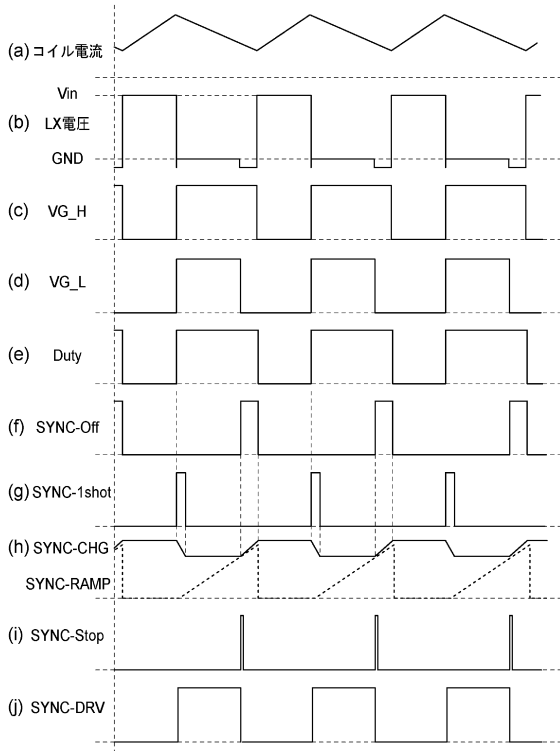 (a) コイル電流
Vin
(b) LX電圧
GND
(c) VG_H
(d) VG_L
(e) Duty
(f) SYNC-Off
(g) SYNC-1shot
(h) SYNC-CHG
SYNC-RAMP
(i) SYNC-Stop
(j) SYNC-DRV